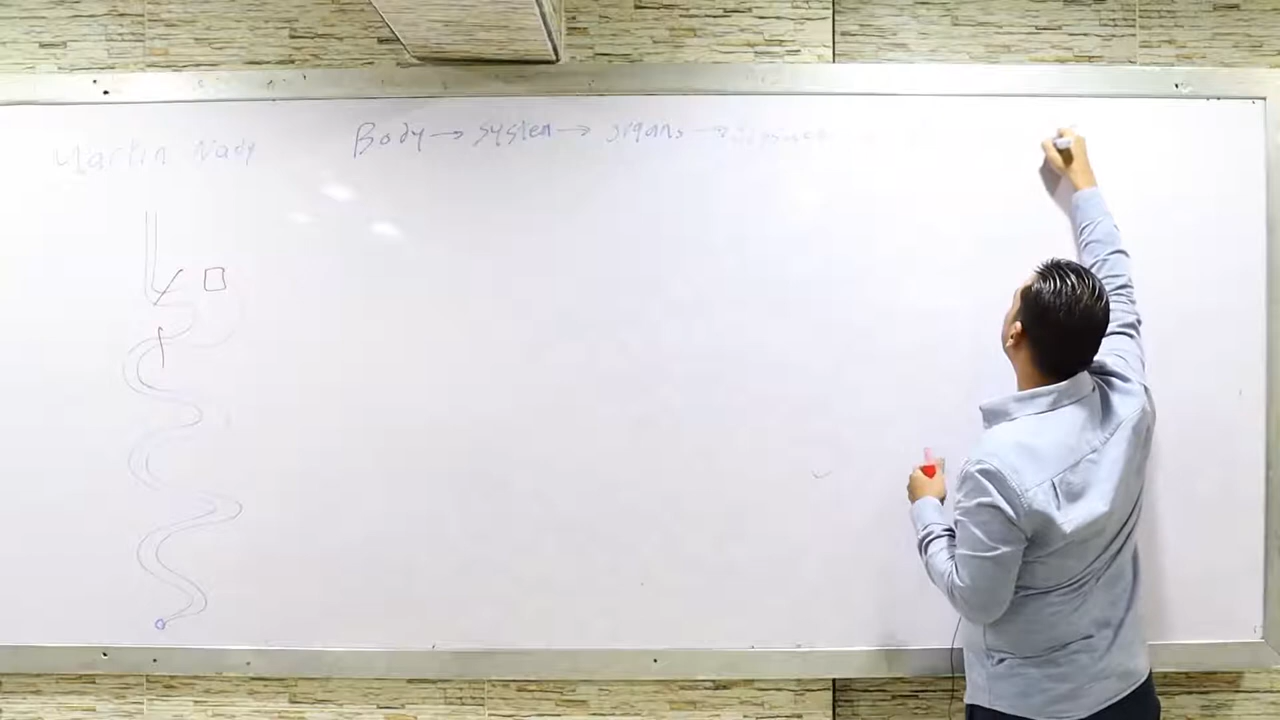 Martin Nady
Body → system → organs →